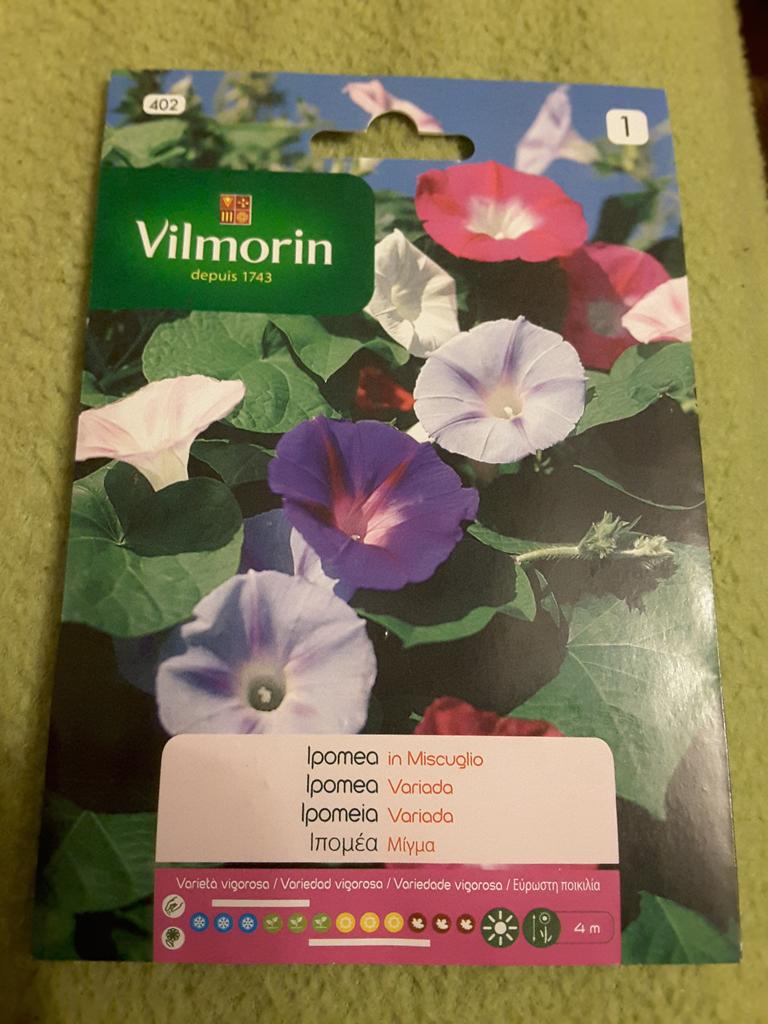 402
1
Vilmorin
depuis 1743
Ipomea in Miscuglio
Ipomea Variada
Ipomeia Variada
Ιπομέα Μίγμα
Varietà vigorosa / Variedad vigorosa / Variedade vigorosa / Εύρωστη ποικιλία
4 m